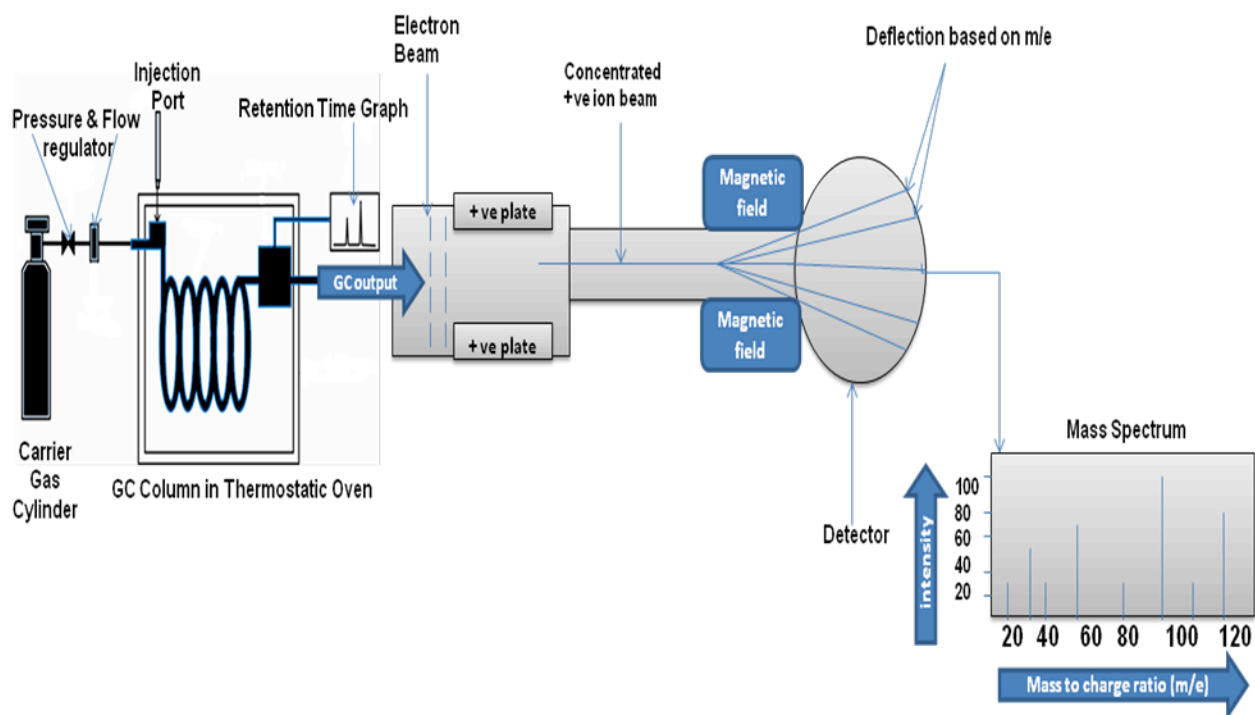 Electron
Beam
Deflection based on m/e
Injection
Port
Concentrated
+ve ion beam
Retention Time Graph
Pressure & Flow
regulator
Magnetic
field
+ve plate
GC output
Magnetic
field
+ve plate
Carrier
Gas
Cylinder
GC Column in Thermostatic Oven
Detector
Mass Spectrum
intensity
100
80
60
40
20
20 40 60 80 100 120
Mass to charge ratio (m/e)